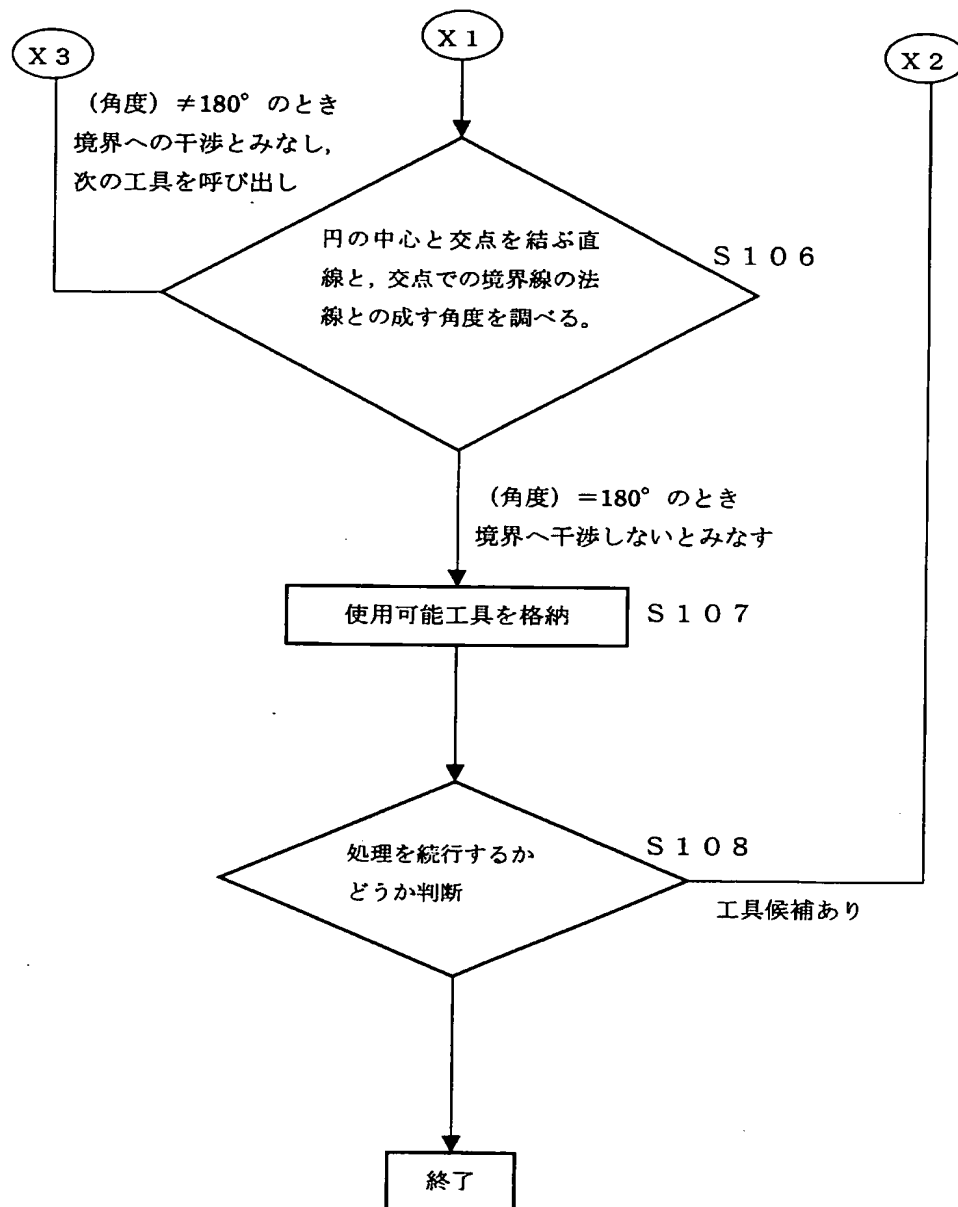 X3
X1
X2
(角度)≠180°のとき
境界への干渉とみなし,
次の工具を呼び出し
円の中心と交点を結ぶ直
線と,交点での境界線の法
線との成す角度を調べる。
S106
(角度)=180°のとき
境界へ干渉しないとみなす
使用可能工具を格納
S107
処理を続行するか
どうか判断
S108
工具候補あり
終了